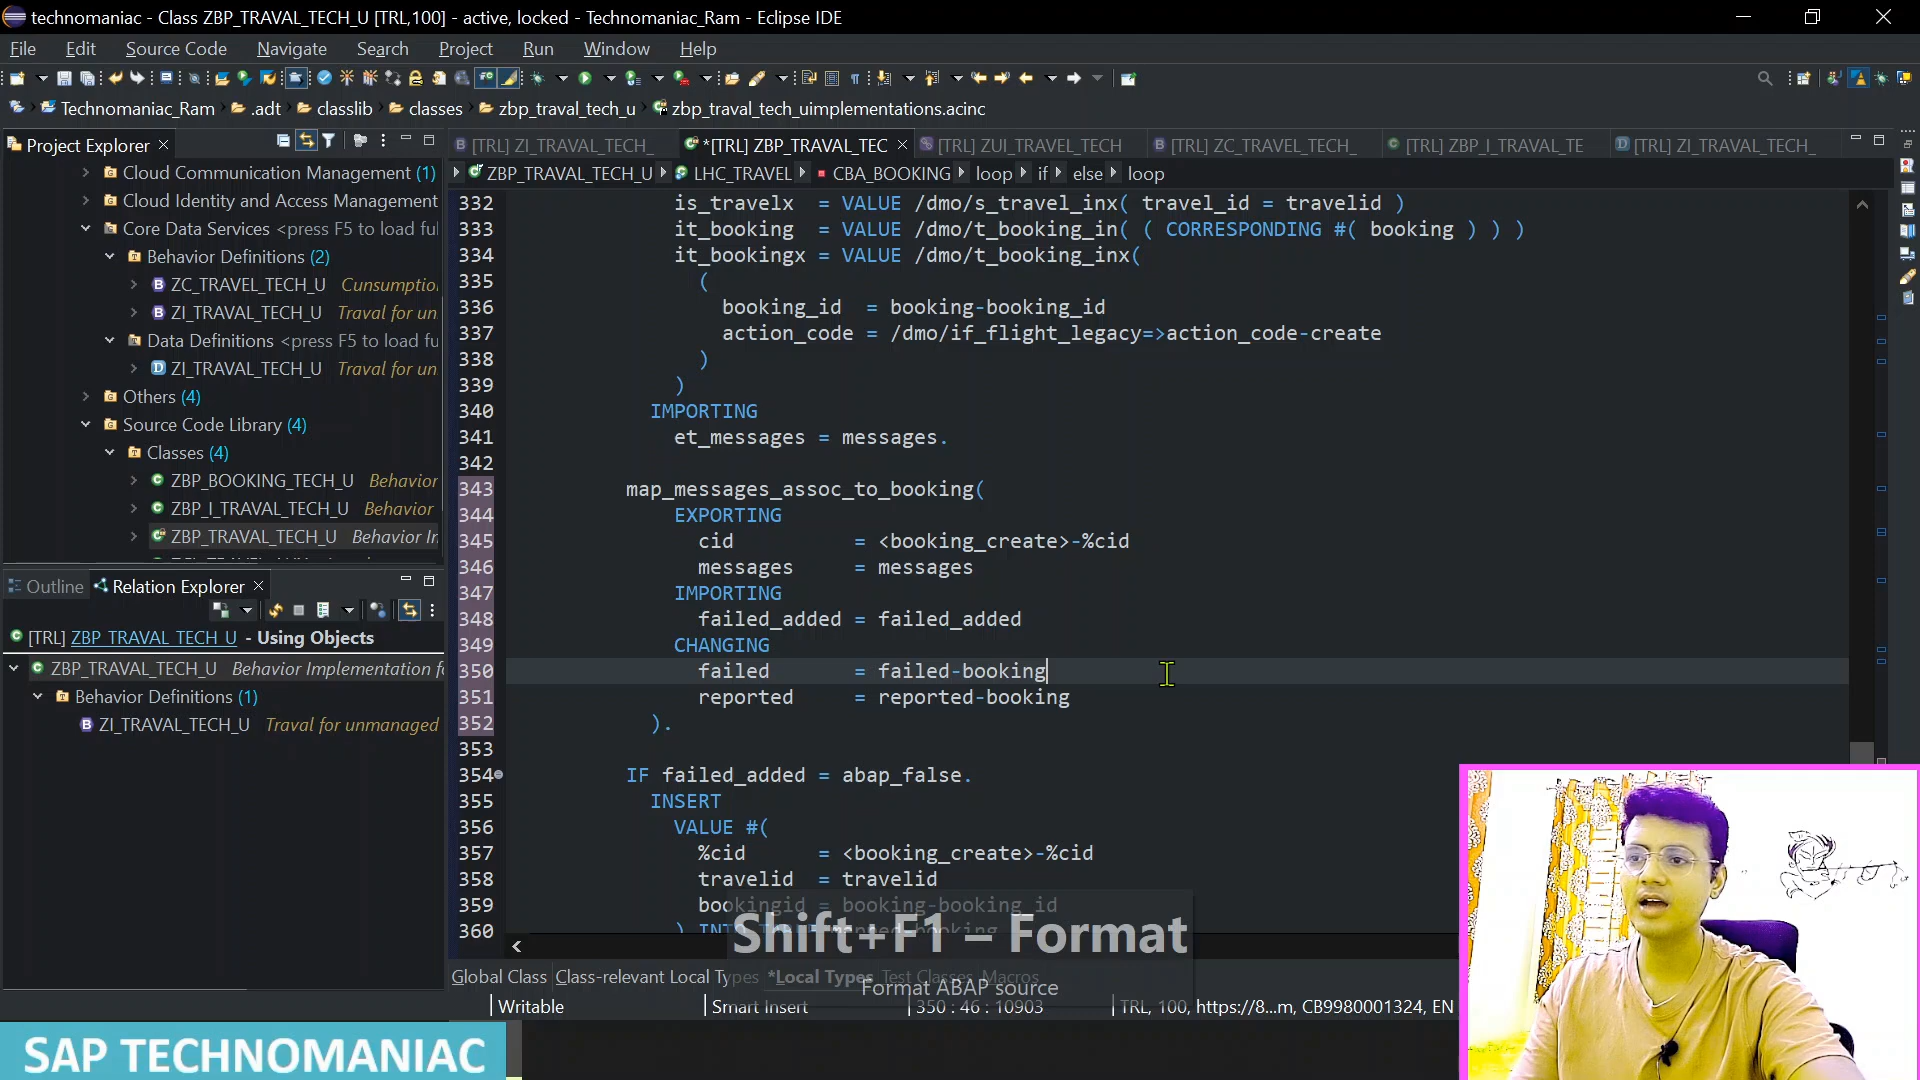 technomaniac - Class ZBP_TRAVAL_TECH_U [TRL,100] - active, locked - Technomaniac_Ram - Eclipse IDE
File Edit Source Code Navigate Search Project Run Window Help
Technomaniac_Ram .adt classlib classes zbp_traval_tech_u zbp_traval_tech_uimplementations.acinc
Project Explorer
[TRL] ZI_TRAVAL_TECH_ *[TRL] ZBP_TRAVAL_TEC [TRL] ZUI_TRAVEL_TECH [TRL] ZC_TRAVEL_TECH_ [TRL] ZBP_I_TRAVAL_TE [TRL] ZI_TRAVAL_TECH_
ZBP_TRAVAL_TECH_U LHC_TRAVEL CBA_BOOKING loop if else loop
Cloud Communication Management (1)
Cloud Identity and Access Management
Core Data Services <press F5 to load ful
Behavior Definitions (2)
ZC_TRAVEL_TECH_U Cunsumptio
ZI_TRAVAL_TECH_U Traval for un
Data Definitions <press F5 to load fu
ZI_TRAVAL_TECH_U Traval for un
Others (4)
Source Code Library (4)
Classes (4)
ZBP_BOOKING_TECH_U Behavior
ZBP_I_TRAVAL_TECH_U Behavior
ZBP_TRAVAL_TECH_U Behavior In
Outline Relation Explorer
[TRL] ZBP_TRAVAL_TECH_U - Using Objects
ZBP_TRAVAL_TECH_U Behavior Implementation f
Behavior Definitions (1)
ZI_TRAVAL_TECH_U Traval for unmanaged
332 is_travelx = VALUE /dmo/s_travel_inx( travel_id = travelid )
333 it_booking = VALUE /dmo/t_booking_in( ( CORRESPONDING #( booking ) ) )
334 it_bookingx = VALUE /dmo/t_booking_inx(
335 (
336 booking_id = booking-booking_id
337 action_code = /dmo/if_flight_legacy=>action_code-create
338 )
339 )
340 IMPORTING
341 et_messages = messages.
342
343 map_messages_assoc_to_booking(
344 EXPORTING
345 cid = <booking_create>-%cid
346 messages = messages
347 IMPORTING
348 failed_added = failed_added
349 CHANGING
350 failed = failed-booking
351 reported = reported-booking
352 ).
353
354 IF failed_added = abap_false.
355 INSERT
356 VALUE #(
357 %cid = <booking_create>-%cid
358 travelid = travelid
359 bookingid = booking-booking_id
360
Shift+F1 – Format
Format ABAP source
Global Class Class-relevant Local Types *Local Types Test Classes Macros
Writable Smart Insert 350 : 46 : 10903 TRL, 100, https://8...m, CB9980001324, EN
SAP TECHNOMANIAC